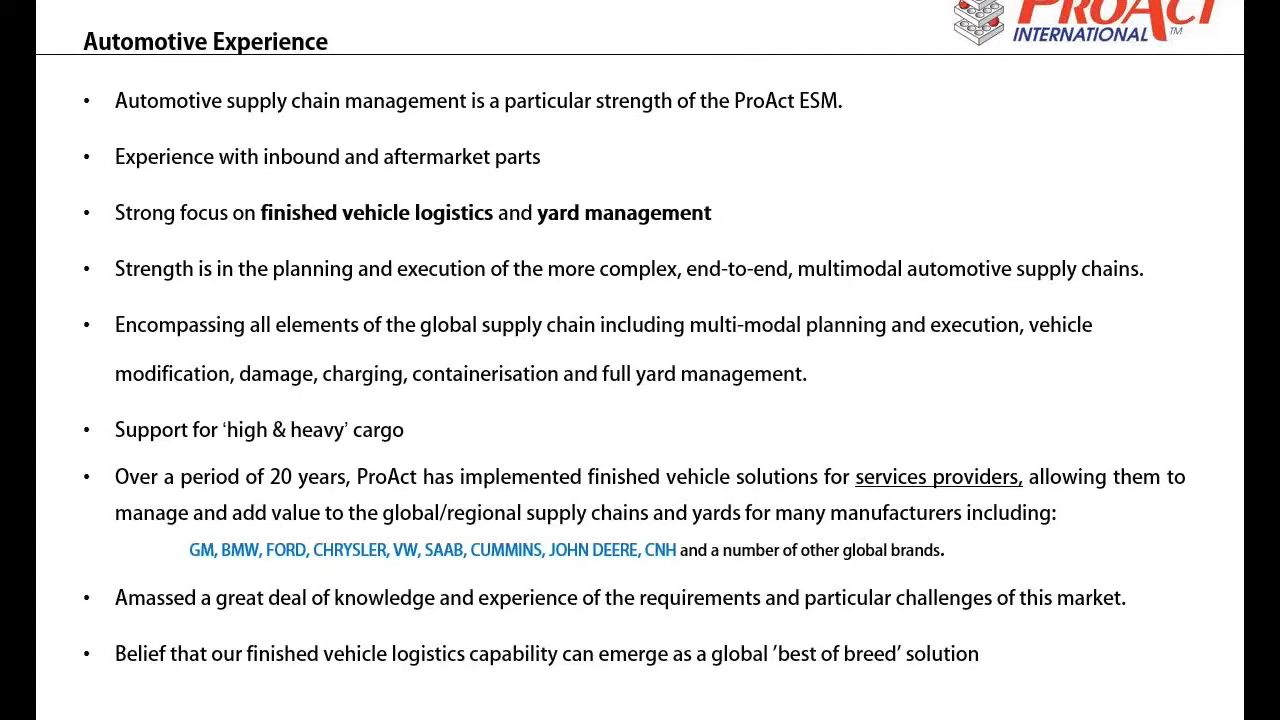 PROACT
INTERNATIONAL TM
Automotive Experience
• Automotive supply chain management is a particular strength of the ProAct ESM.
• Experience with inbound and aftermarket parts
• Strong focus on finished vehicle logistics and yard management
• Strength is in the planning and execution of the more complex, end-to-end, multimodal automotive supply chains.
• Encompassing all elements of the global supply chain including multi-modal planning and execution, vehicle
modification, damage, charging, containerisation and full yard management.
• Support for ‘high & heavy’ cargo
• Over a period of 20 years, ProAct has implemented finished vehicle solutions for services providers, allowing them to
manage and add value to the global/regional supply chains and yards for many manufacturers including:
GM, BMW, FORD, CHRYSLER, VW, SAAB, CUMMINS, JOHN DEERE, CNH and a number of other global brands.
• Amassed a great deal of knowledge and experience of the requirements and particular challenges of this market.
• Belief that our finished vehicle logistics capability can emerge as a global ’best of breed’ solution